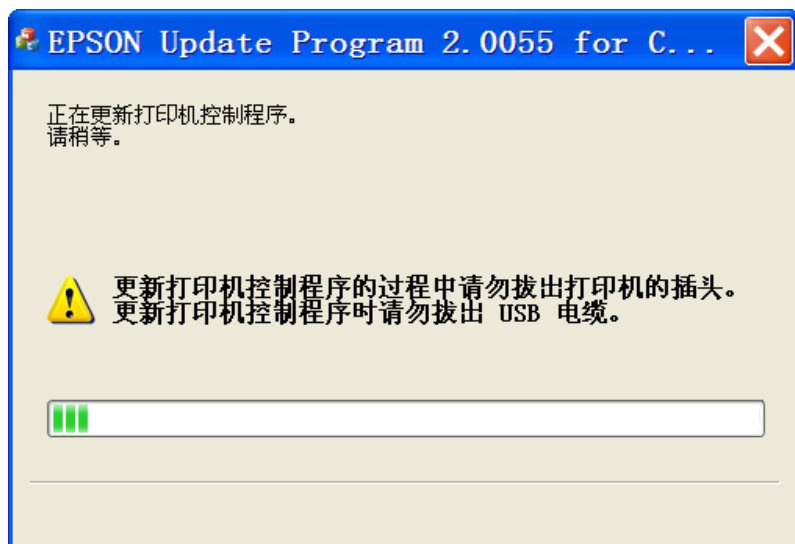 EPSON Update Program 2.0055 for C...
正在更新打印机控制程序。
请稍等。
更新打印机控制程序的过程中请勿拔出打印机的插头。
更新打印机控制程序时请勿拔出 USB 电缆。